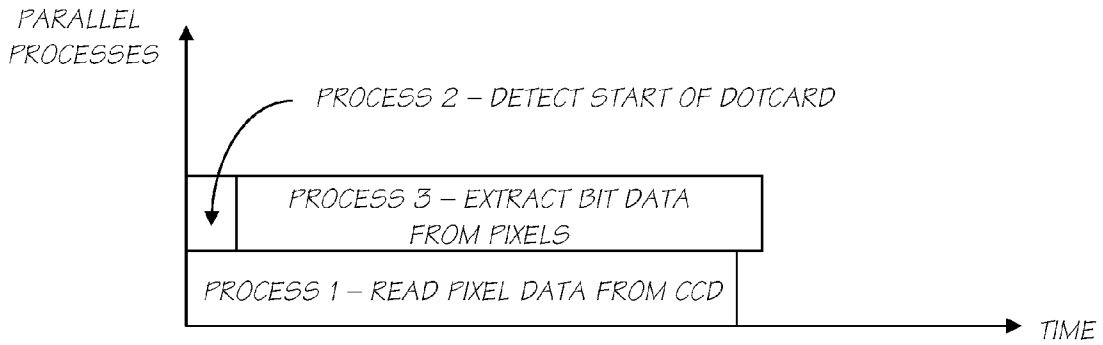 PARALLEL
PROCESSES
PROCESS 2 – DETECT START OF DOTCARD
PROCESS 3 – EXTRACT BIT DATA
FROM PIXELS
PROCESS 1 – READ PIXEL DATA FROM CCD
TIME